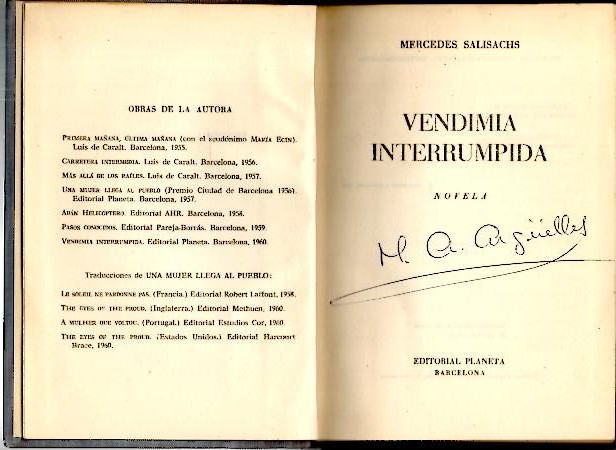 OBRAS DE LA AUTORA
PRIMERA MAÑANA, ÚLTIMA MAÑANA (con el seudónimo MARÍA ECÍN).
Luis de Caralt. Barcelona, 1955.
CARRETERA INTERMEDIA. Luis de Caralt. Barcelona, 1956.
MÁS ALLÁ DE LOS RAÍLES. Luis de Caralt. Barcelona, 1957.
UNA MUJER LLEGA AL PUEBLO (Premio Ciudad de Barcelona 1956).
Editorial Planeta. Barcelona, 1957.
ADÁN HELICÓPTERO. Editorial AHR. Barcelona, 1958.
PASOS CONOCIDOS. Editorial Pareja-Borrás. Barcelona, 1959.
VENDIMIA INTERRUMPIDA. Editorial Planeta. Barcelona, 1960.
Traducciones de UNA MUJER LLEGA AL PUEBLO:
LE SOLEIL NE PARDONNE PAS. (Francia.) Editorial Robert Laffont, 1958.
THE EYES OF THE PROUD. (Inglaterra.) Editorial Methuen, 1960.
A MULHER QUE VOLTOU. (Portugal.) Editorial Estudios Cor, 1960.
THE EYES OF THE PROUD. (Estados Unidos.) Editorial Harcourt
Brace, 1960.
MERCEDES SALISACHS
VENDIMIA
INTERRUMPIDA
NOVELA
M. A. Argüelles
EDITORIAL PLANETA
BARCELONA